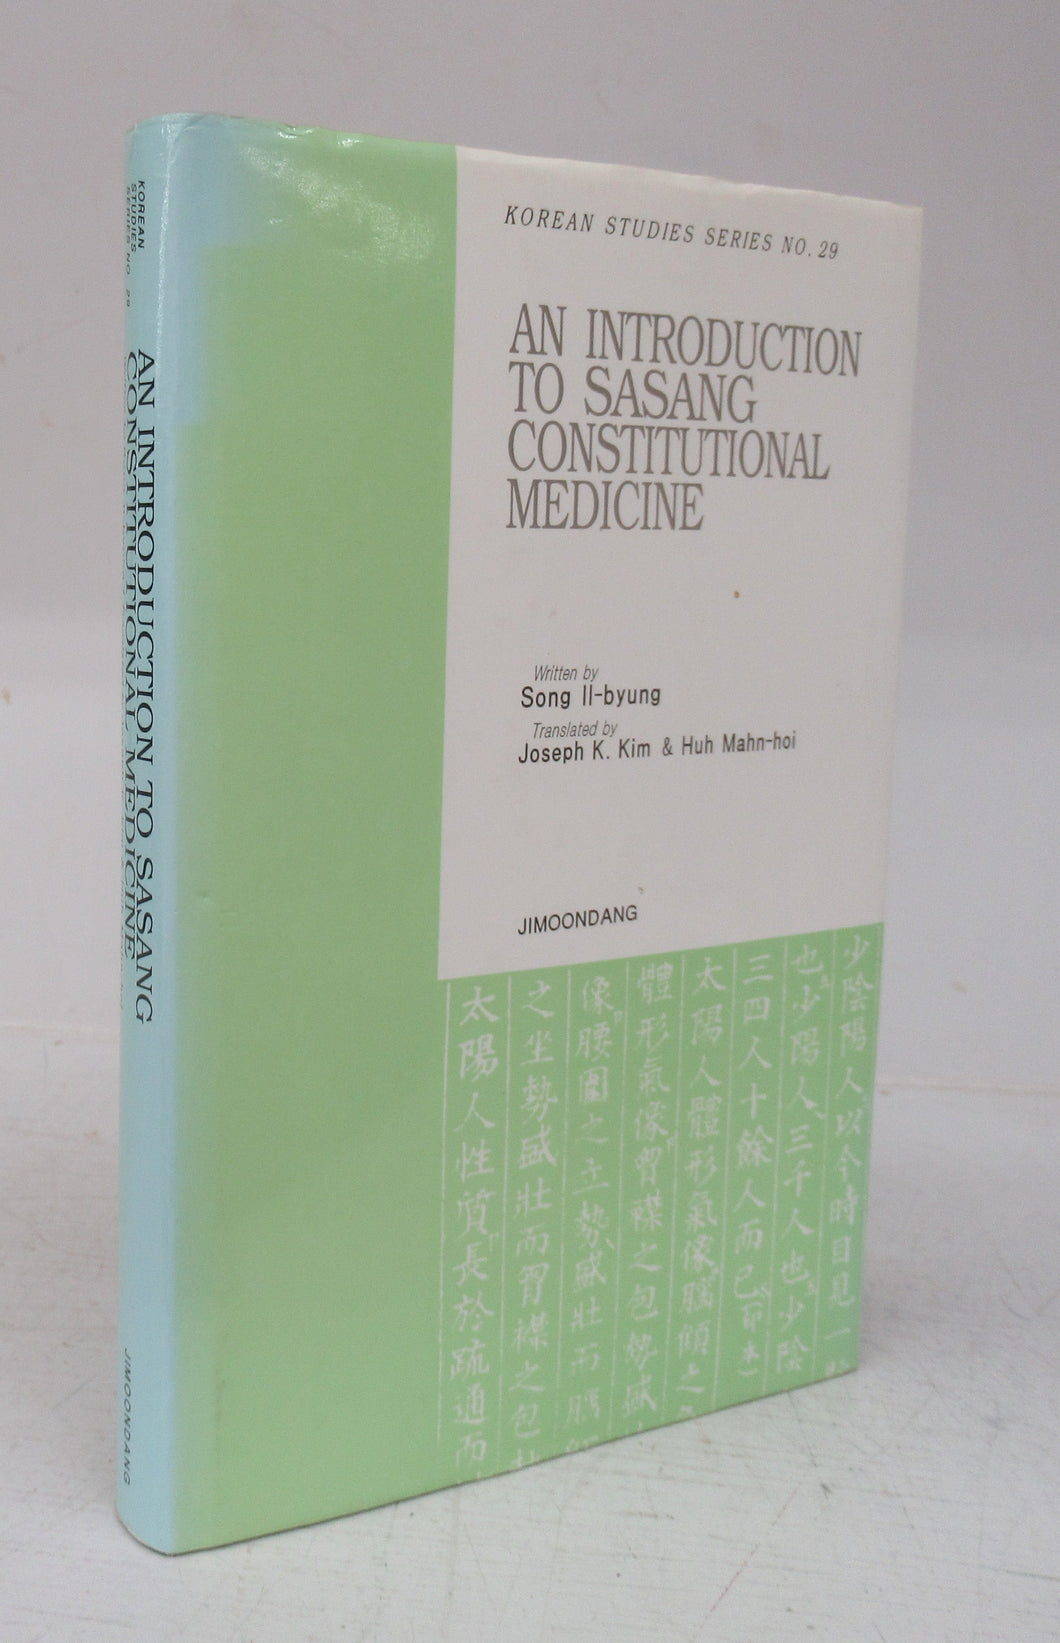 KOREAN STUDIES SERIES NO. 29
AN INTRODUCTION
TO SASANG
CONSTITUTIONAL
MEDICINE
Written by
Song Il-byung
Translated by
Joseph K. Kim & Huh Mahn-hoi
JIMOONDANG
少陰陽人以今時目見一
也少陽人三千人也少陰
三四人十餘人而已印本
太陽人體形氣像腦顀之
體形氣像胷襟之包勢盛
像腰圍之立勢盛壯而膓
之坐勢盛壯而胷襟之包
太陽人性質長於疏通而
KOREAN
STUDIES
SERIES NO 29
AN INTRODUCTION TO SASANG
CONSTITUTIONAL MEDICINE
JIMOONDANG